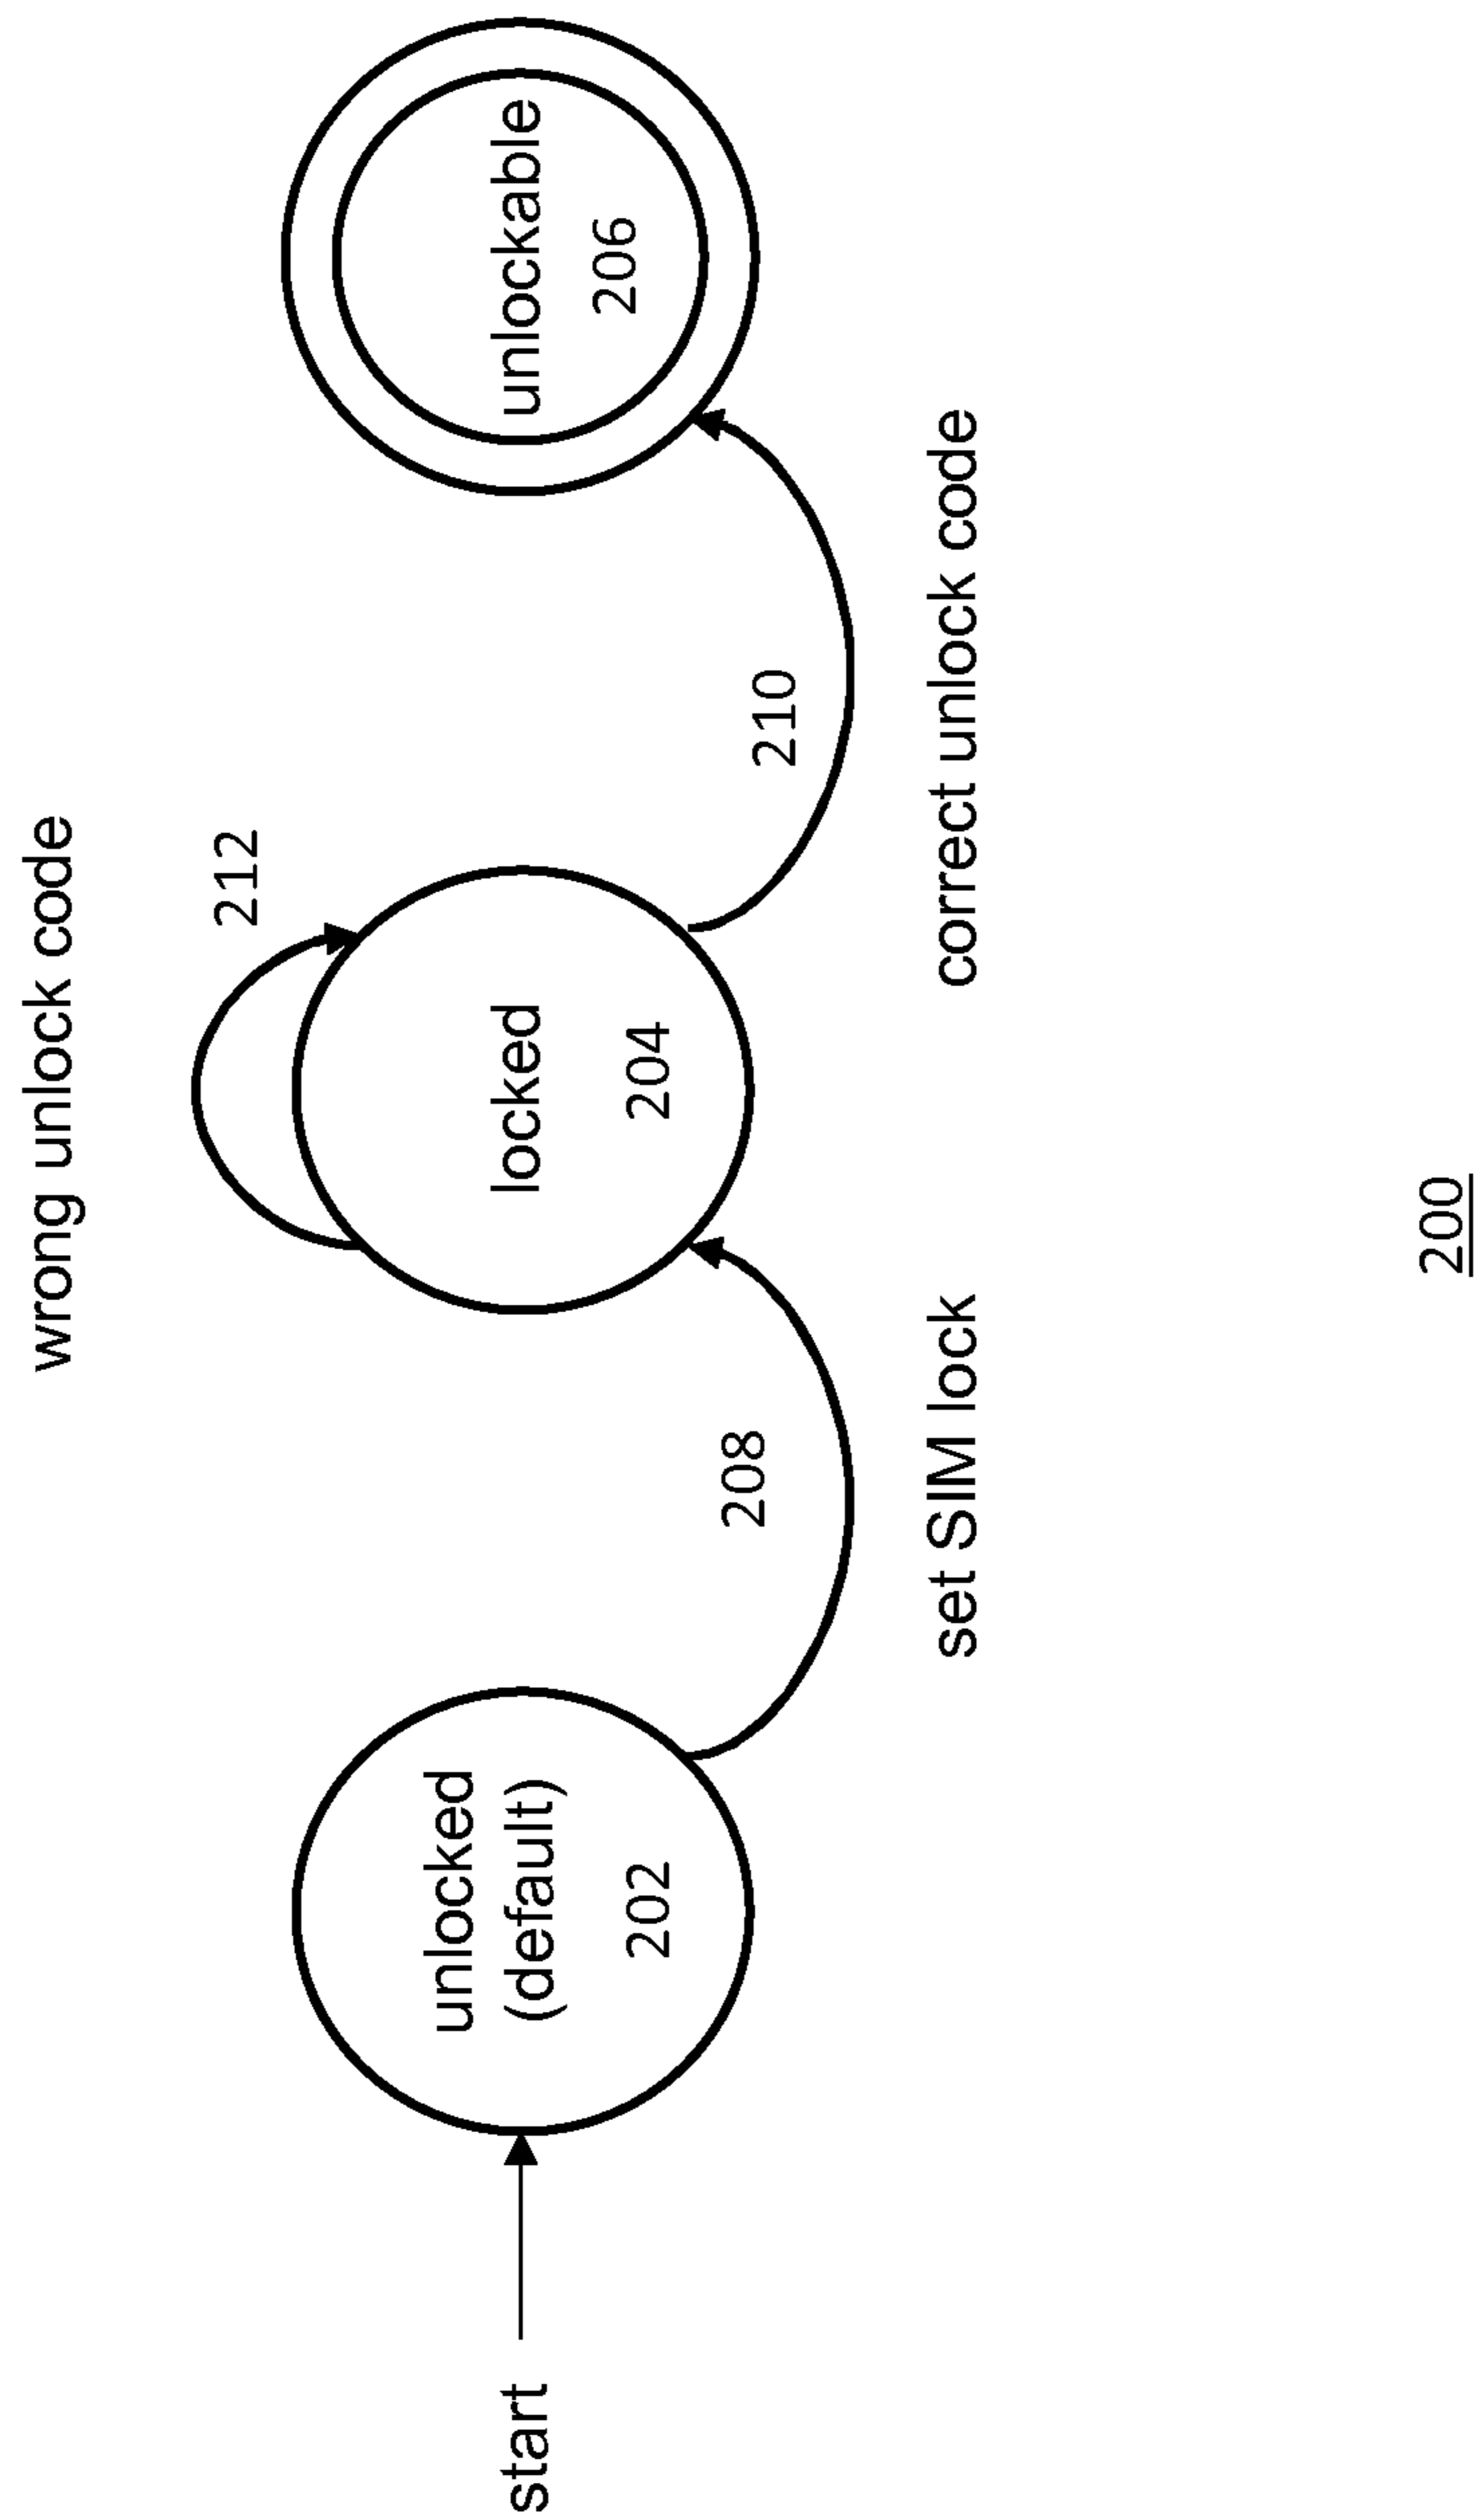 wrong unlock code
212
start
unlocked
(default)
202
locked
204
unlockable
206
208
210
set SIM lock
correct unlock code
200